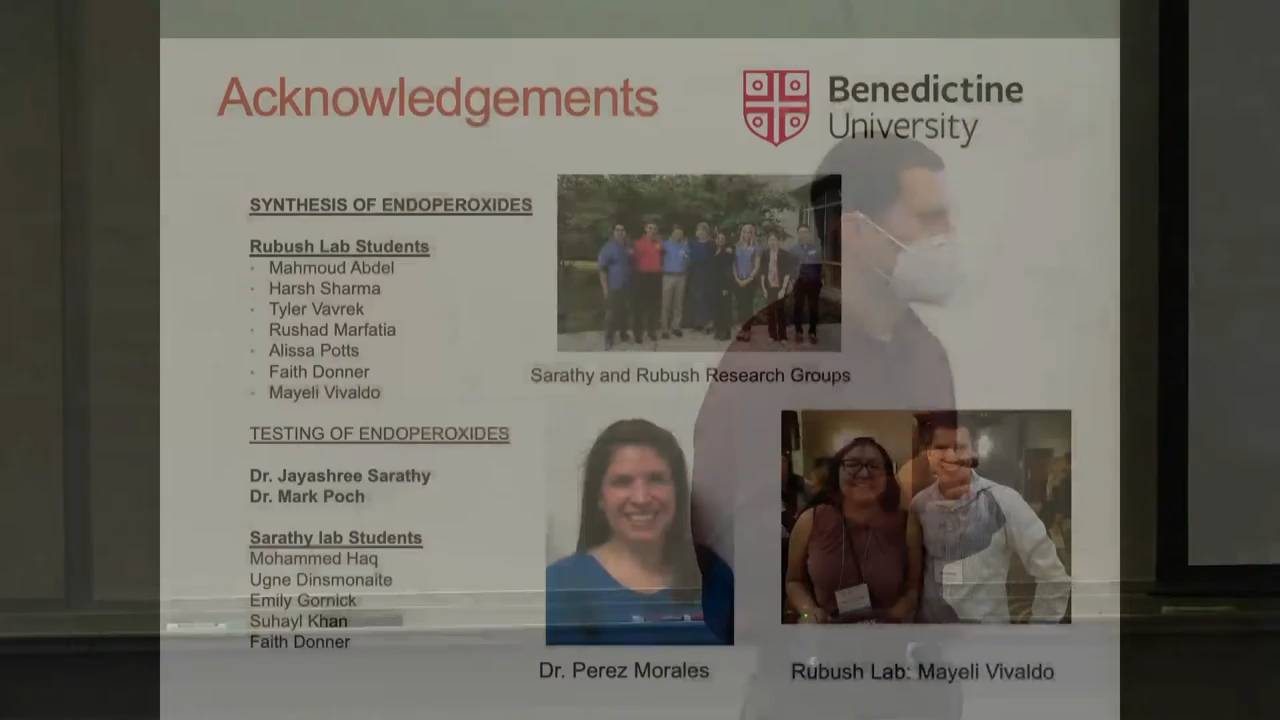 Acknowledgements
Benedictine
University
SYNTHESIS OF ENDOPEROXIDES
Rubush Lab Students
Mahmoud Abdel
Harsh Sharma
Tyler Vavrek
Rushad Marfatia
Alissa Potts
Faith Donner
Mayeli Vivaldo
Sarathy and Rubush Research Groups
TESTING OF ENDOPEROXIDES
Dr. Jayashree Sarathy
Dr. Mark Poch
Sarathy lab Students
Mohammed Haq
Ugne Dinsmonaite
Emily Gornick
Suhayl Khan
Faith Donner
Dr. Perez Morales
Rubush Lab: Mayeli Vivaldo